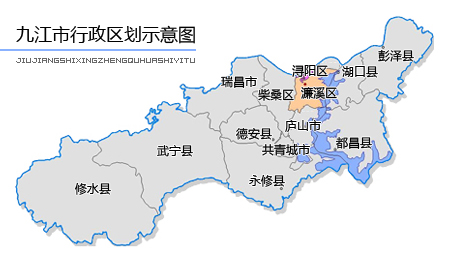 九江市行政区划示意图
JIUJIANGSHIXINGZHENGQUHUASHIYITU
彭泽县
浔阳区
湖口县
瑞昌市
柴桑区
濂溪区
庐山市
德安县
都昌县
共青城市
武宁县
永修县
修水县